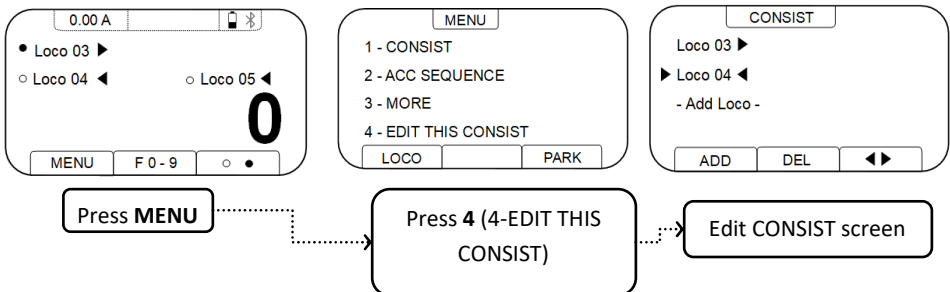 0.00 A
● Loco 03 ▶
○ Loco 04 ◀ ○ Loco 05 ◀
0
MENU F 0 - 9 ○ ●
MENU
1 - CONSIST
2 - ACC SEQUENCE
3 - MORE
4 - EDIT THIS CONSIST
LOCO PARK
CONSIST
Loco 03 ▶
▶ Loco 04 ◀
- Add Loco -
ADD DEL ◀▶
Press MENU
Press 4 (4-EDIT THIS
CONSIST)
Edit CONSIST screen